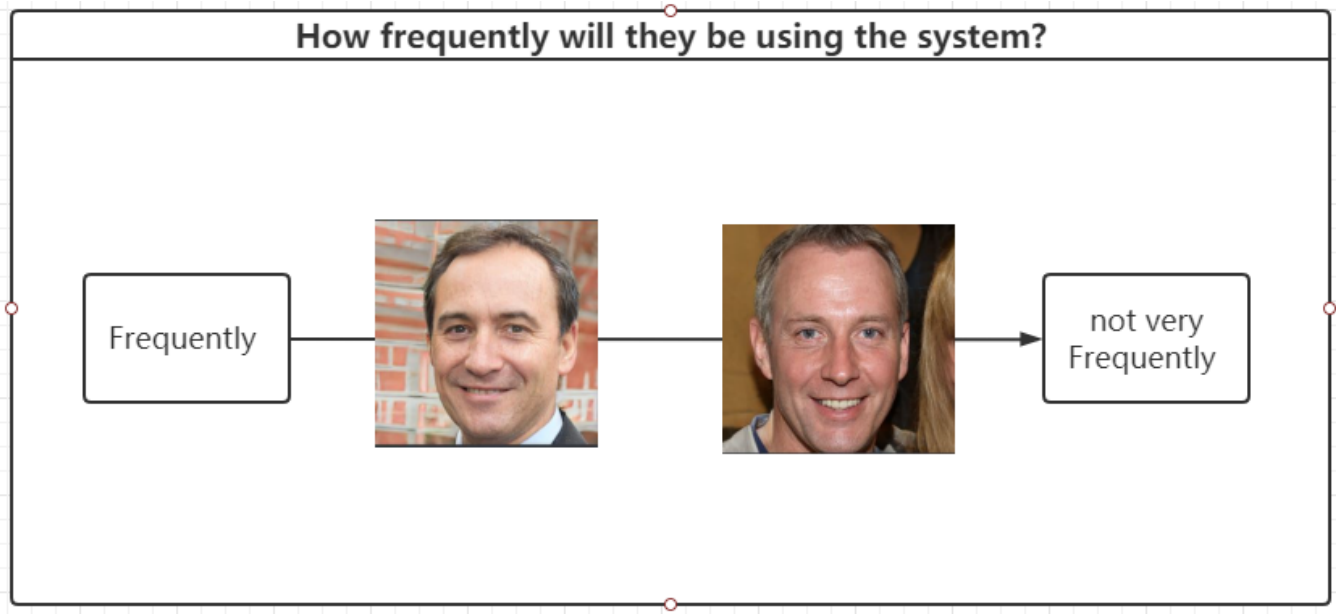 How frequently will they be using the system?
Frequently
not very
Frequently